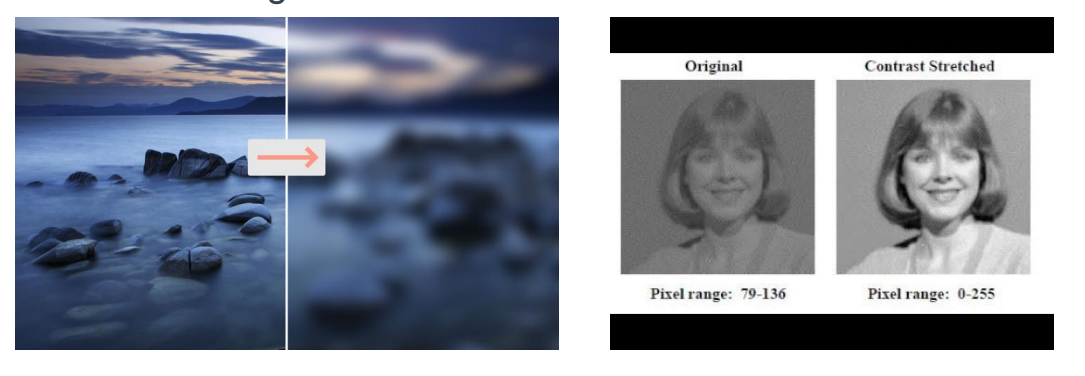 Original
Contrast Stretched
Pixel range: 79-136
Pixel range: 0-255